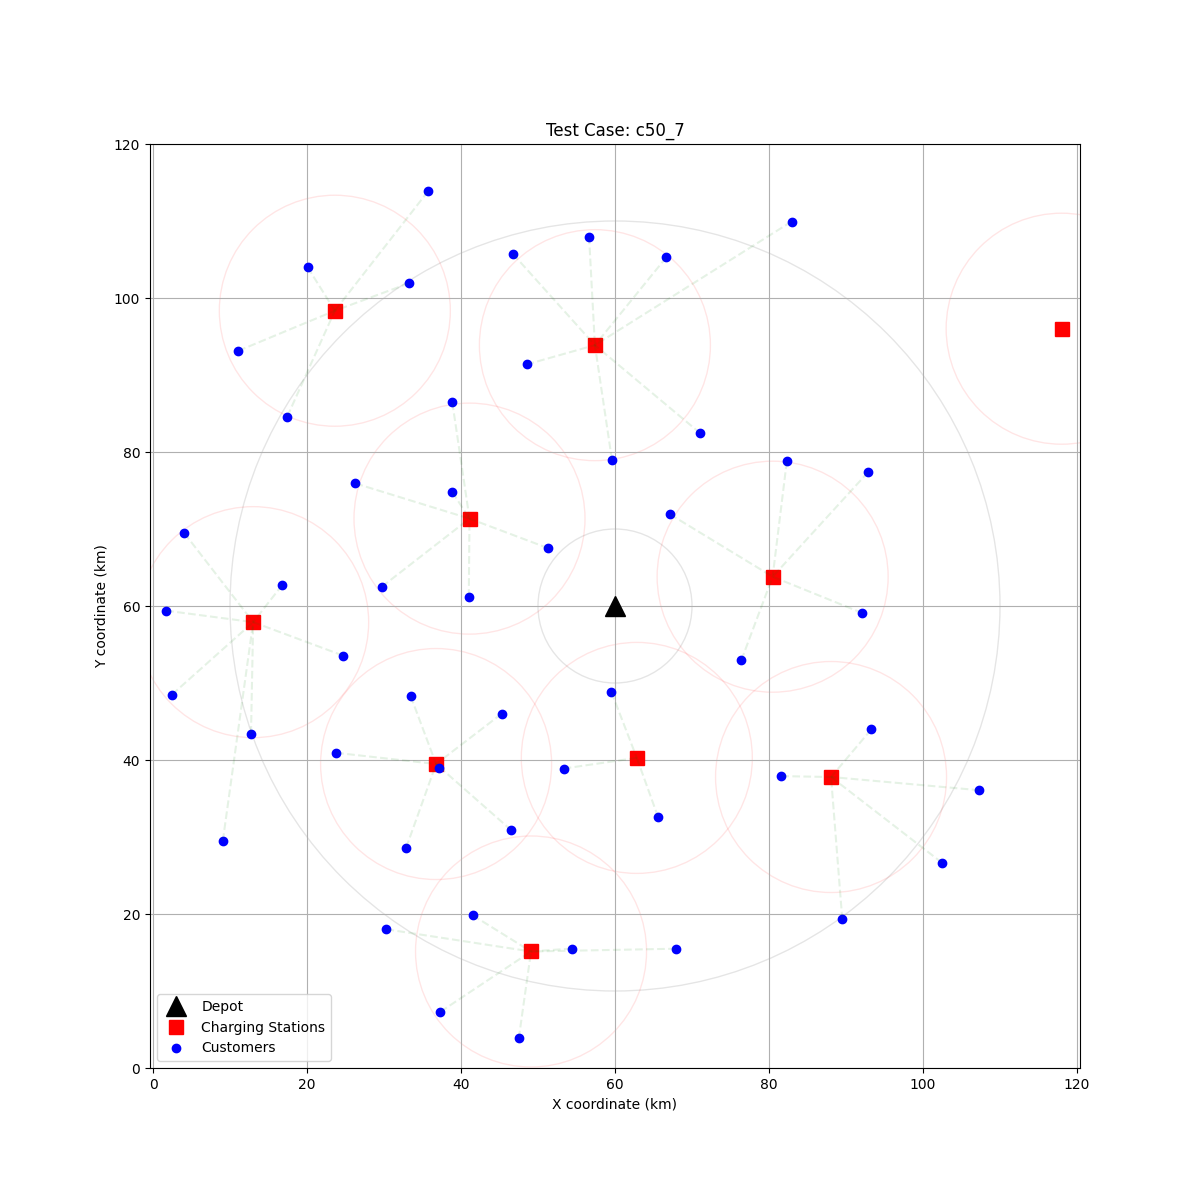 Test Case: c50_7
120
100
80
60
40
20
0
Y coordinate (km)
Depot
Charging Stations
Customers
0 20 40 60 80 100 120
X coordinate (km)